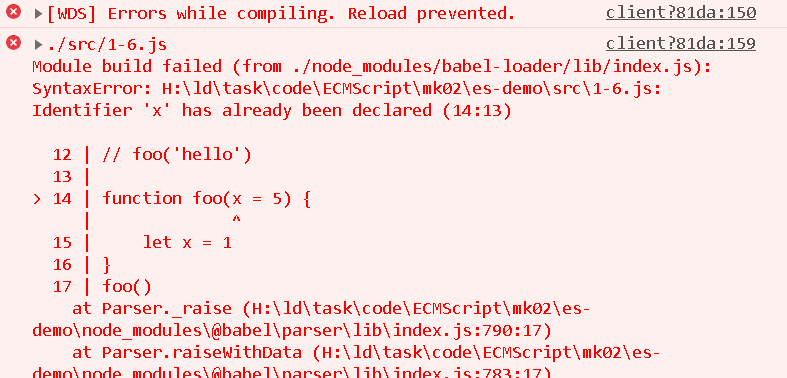 [WDS] Errors while compiling. Reload prevented. client?81da:150
./src/1-6.js client?81da:159
Module build failed (from ./node_modules/babel-loader/lib/index.js):
SyntaxError: H:\ld\task\code\ECMScript\mk02\es-demo\src\1-6.js:
Identifier 'x' has already been declared (14:13)
12 | // foo('hello')
13 |
> 14 | function foo(x = 5) {
| ^
15 | let x = 1
16 | }
17 | foo()
at Parser._raise (H:\ld\task\code\ECMScript\mk02\es-
demo\node_modules\@babel\parser\lib\index.js:790:17)
at Parser.raiseWithData (H:\ld\task\code\ECMScript\mk02\es-
demo\node_modules\@babel\parser\lib\index.js:783:17)